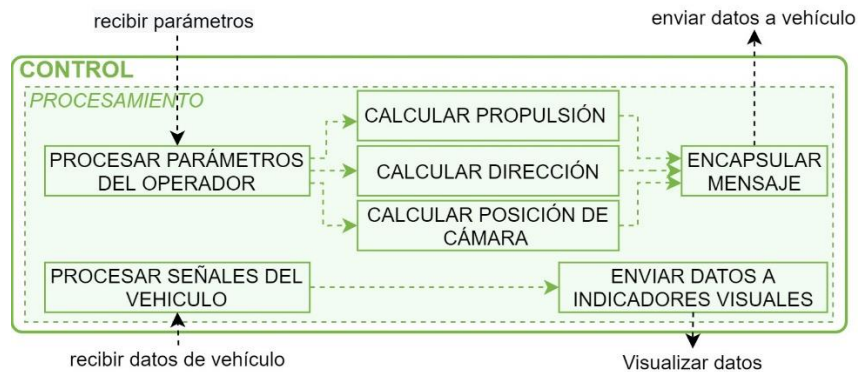 recibir parámetros
enviar datos a vehículo
CONTROL
PROCESAMIENTO
CALCULAR PROPULSIÓN
PROCESAR PARÁMETROS
DEL OPERADOR
CALCULAR DIRECCIÓN
ENCAPSULAR
MENSAJE
CALCULAR POSICIÓN DE
CÁMARA
PROCESAR SEÑALES DEL
VEHICULO
ENVIAR DATOS A
INDICADORES VISUALES
recibir datos de vehículo
Visualizar datos